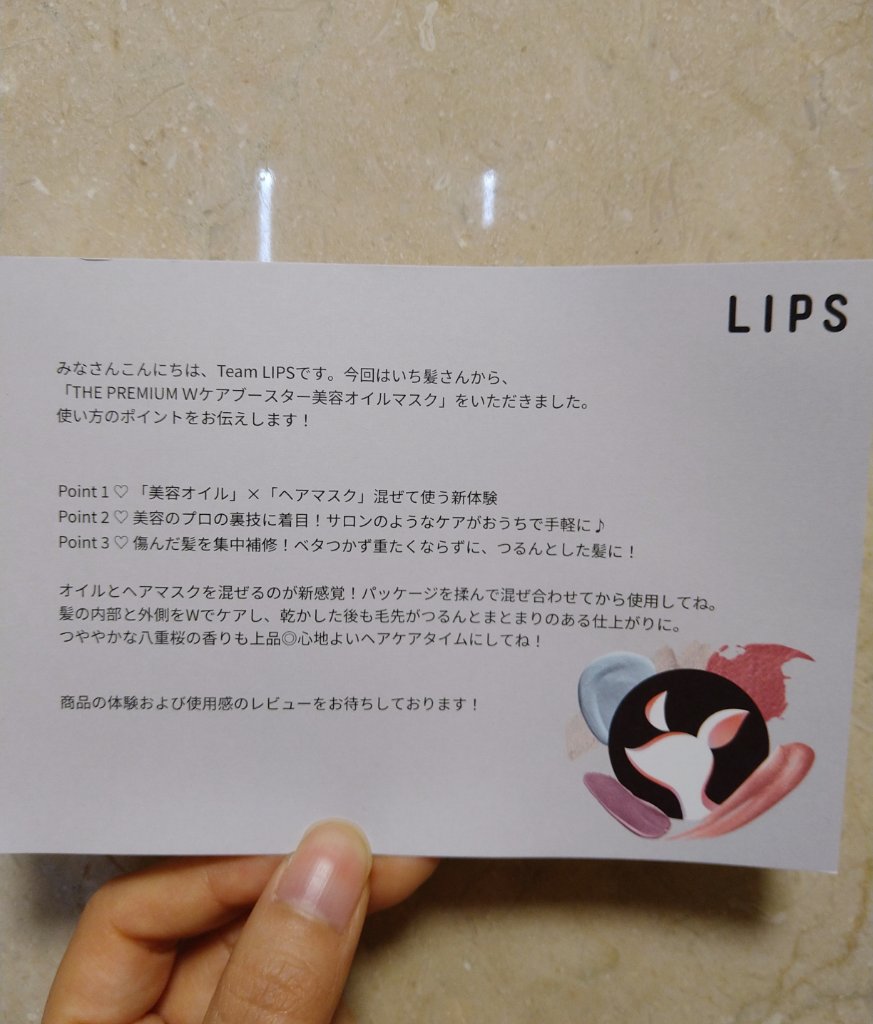 LIPS
みなさんこんにちは、Team LIPSです。今回はいち髪さんから、
「THE PREMIUM Wケアブースター美容オイルマスク」をいただきました。
使い方のポイントをお伝えします！
Point 1 ♡ 「美容オイル」×「ヘアマスク」混ぜて使う新体験
Point 2 ♡ 美容のプロの裏技に着目！サロンのようなケアがおうちで手軽に♪
Point 3 ♡ 傷んだ髪を集中補修！ベタつかず重たくならずに、つるんとした髪に！
オイルとヘアマスクを混ぜるのが新感覚！パッケージを揉んで混ぜ合わせてから使用してね。
髪の内部と外側をWでケアし、乾かした後も毛先がつるんとまとまりのある仕上がりに。
つややかな八重桜の香りも上品◎心地よいヘアケアタイムにしてね！
商品の体験および使用感のレビューをお待ちしております！